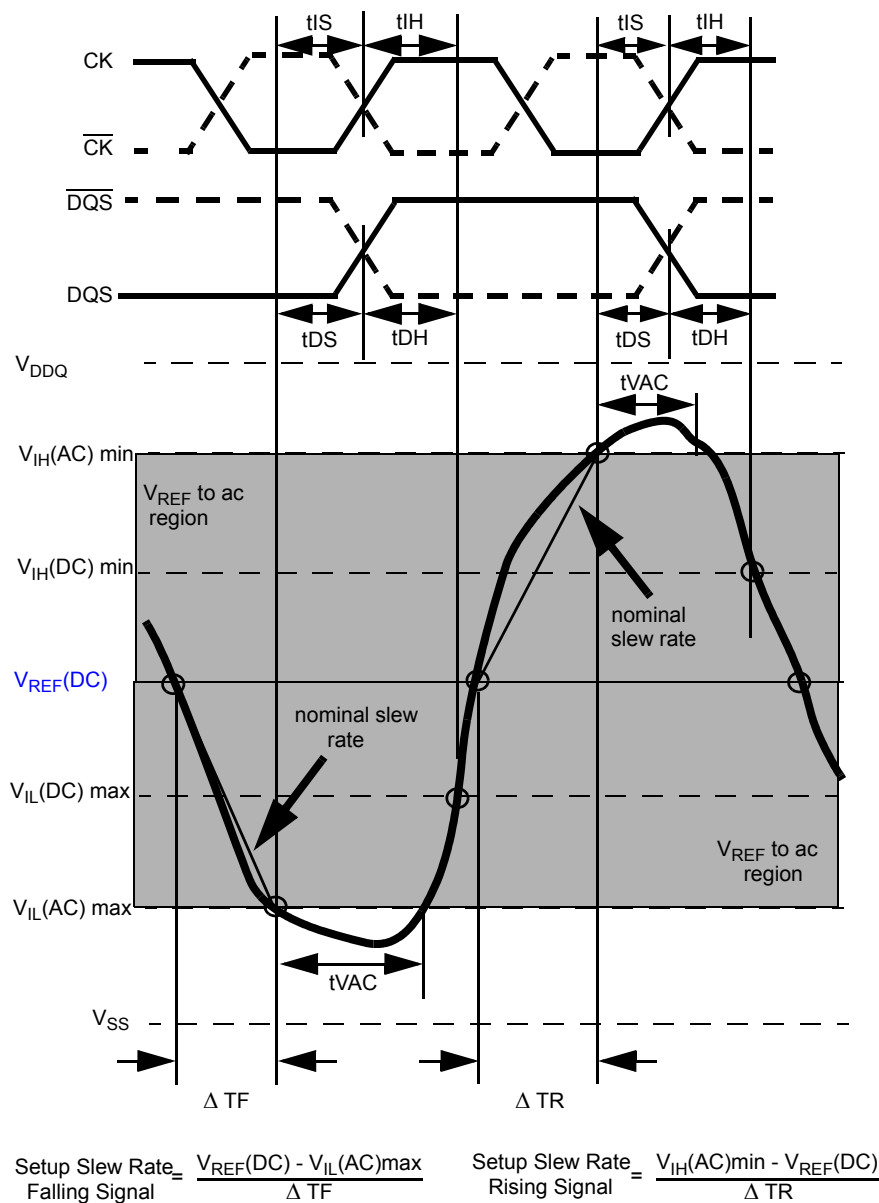 tIS tIH tIS tIH
CK
CK
DQS
DQS
tDS tDH tDS tDH
VDDQ
tVAC
VIH(AC) min
VREF to ac
region
VIH(DC) min
nominal
slew rate
VREF(DC)
nominal slew
rate
VIL(DC) max
VREF to ac
region
VIL(AC) max
tVAC
VSS
Δ TF Δ TR
Setup Slew Rate
Falling Signal
= VREF(DC) - VIL(AC)max
Δ TF
Setup Slew Rate
Rising Signal
= VIH(AC)min - VREF(DC)
Δ TR